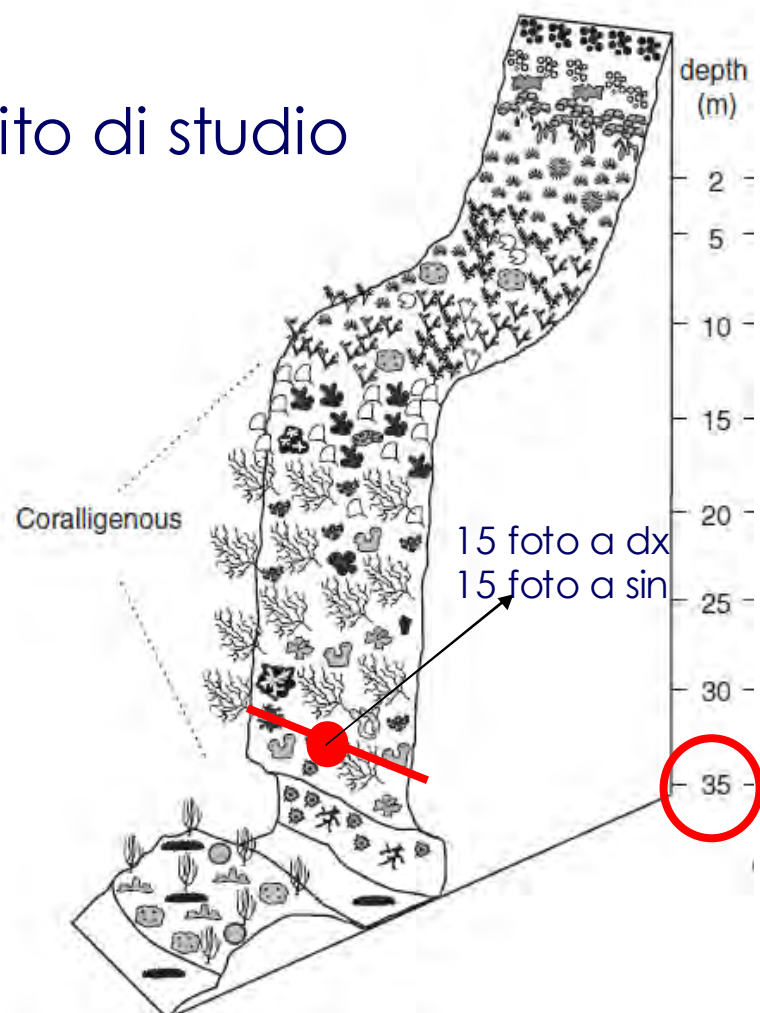 ito di studio
depth
(m)
2
5
10
15
Coralligenous
20
15 foto a dx
15 foto a sin
25
30
35